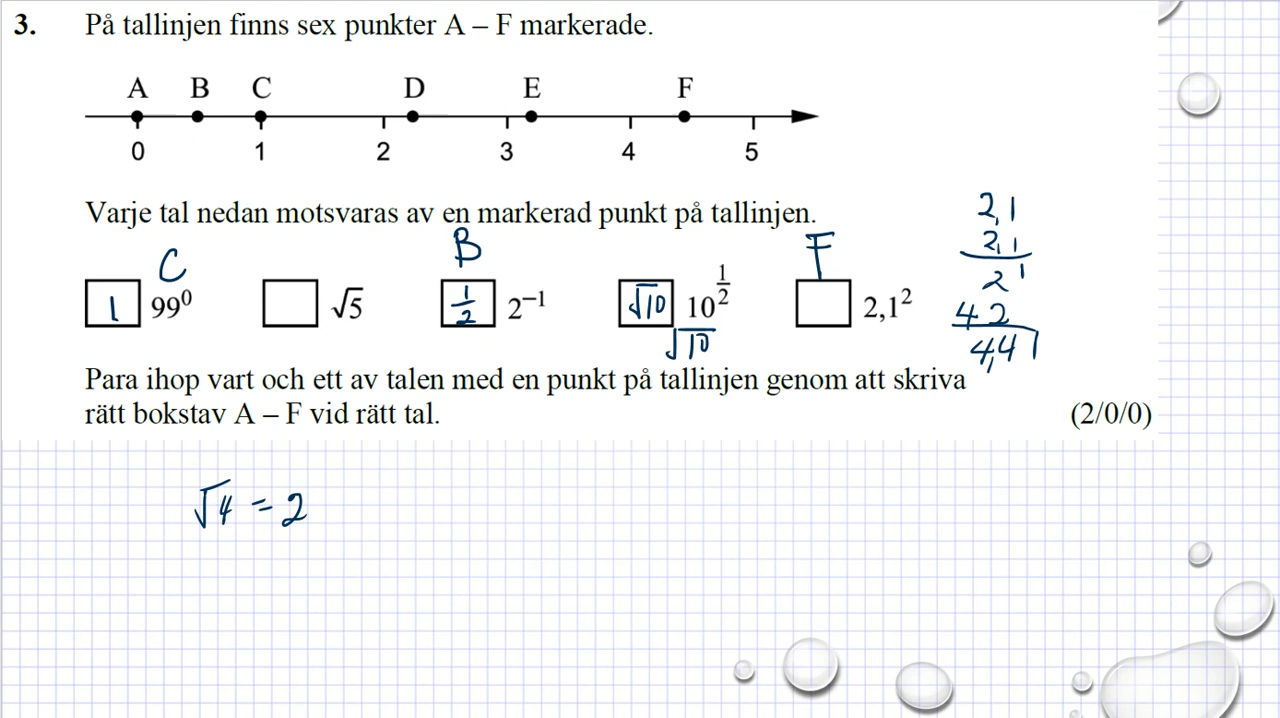 3. På tallinjen finns sex punkter A – F markerade.
A B C D E F
0 1 2 3 4 5
Varje tal nedan motsvaras av en markerad punkt på tallinjen.
C B F
1 99⁰ √5 1/2 2⁻¹ √10 10^(1/2) 2,1²
√10
2,1
2,1
21
42
4,41
Para ihop vart och ett av talen med en punkt på tallinjen genom att skriva
rätt bokstav A – F vid rätt tal. (2/0/0)
√4 = 2